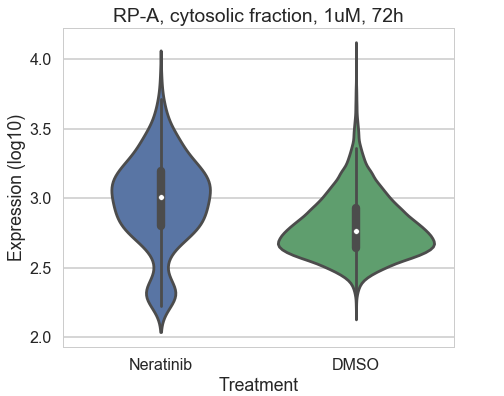 RP-A, cytosolic fraction, 1uM, 72h
Expression (log10)
4.0
3.5
3.0
2.5
2.0
Neratinib DMSO
Treatment